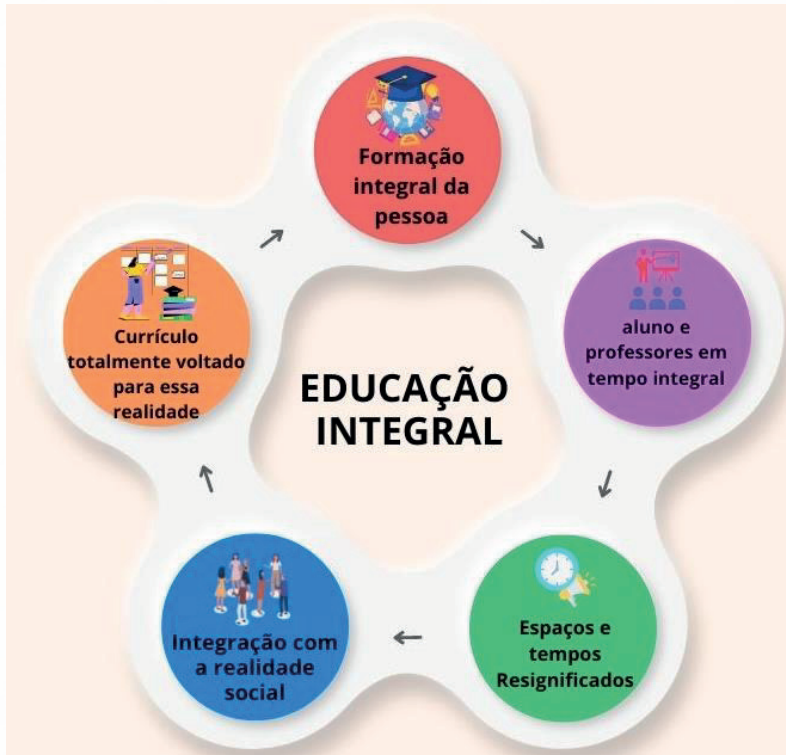 Formação
integral da
pessoa
aluno e
professores em
tempo integral
Espaços e
tempos
Resignificados
Integração com
a realidade
social
Currículo
totalmente voltado
para essa
realidade
EDUCAÇÃO
INTEGRAL